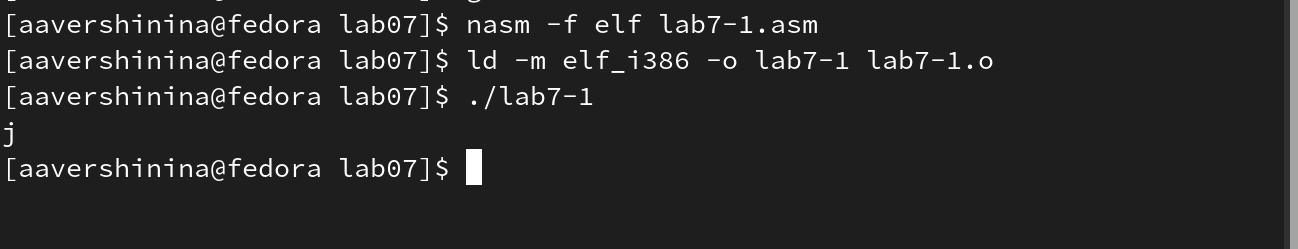 [aavershinina@fedora lab07]$ nasm -f elf lab7-1.asm
[aavershinina@fedora lab07]$ ld -m elf_i386 -o lab7-1 lab7-1.o
[aavershinina@fedora lab07]$ ./lab7-1
j
[aavershinina@fedora lab07]$